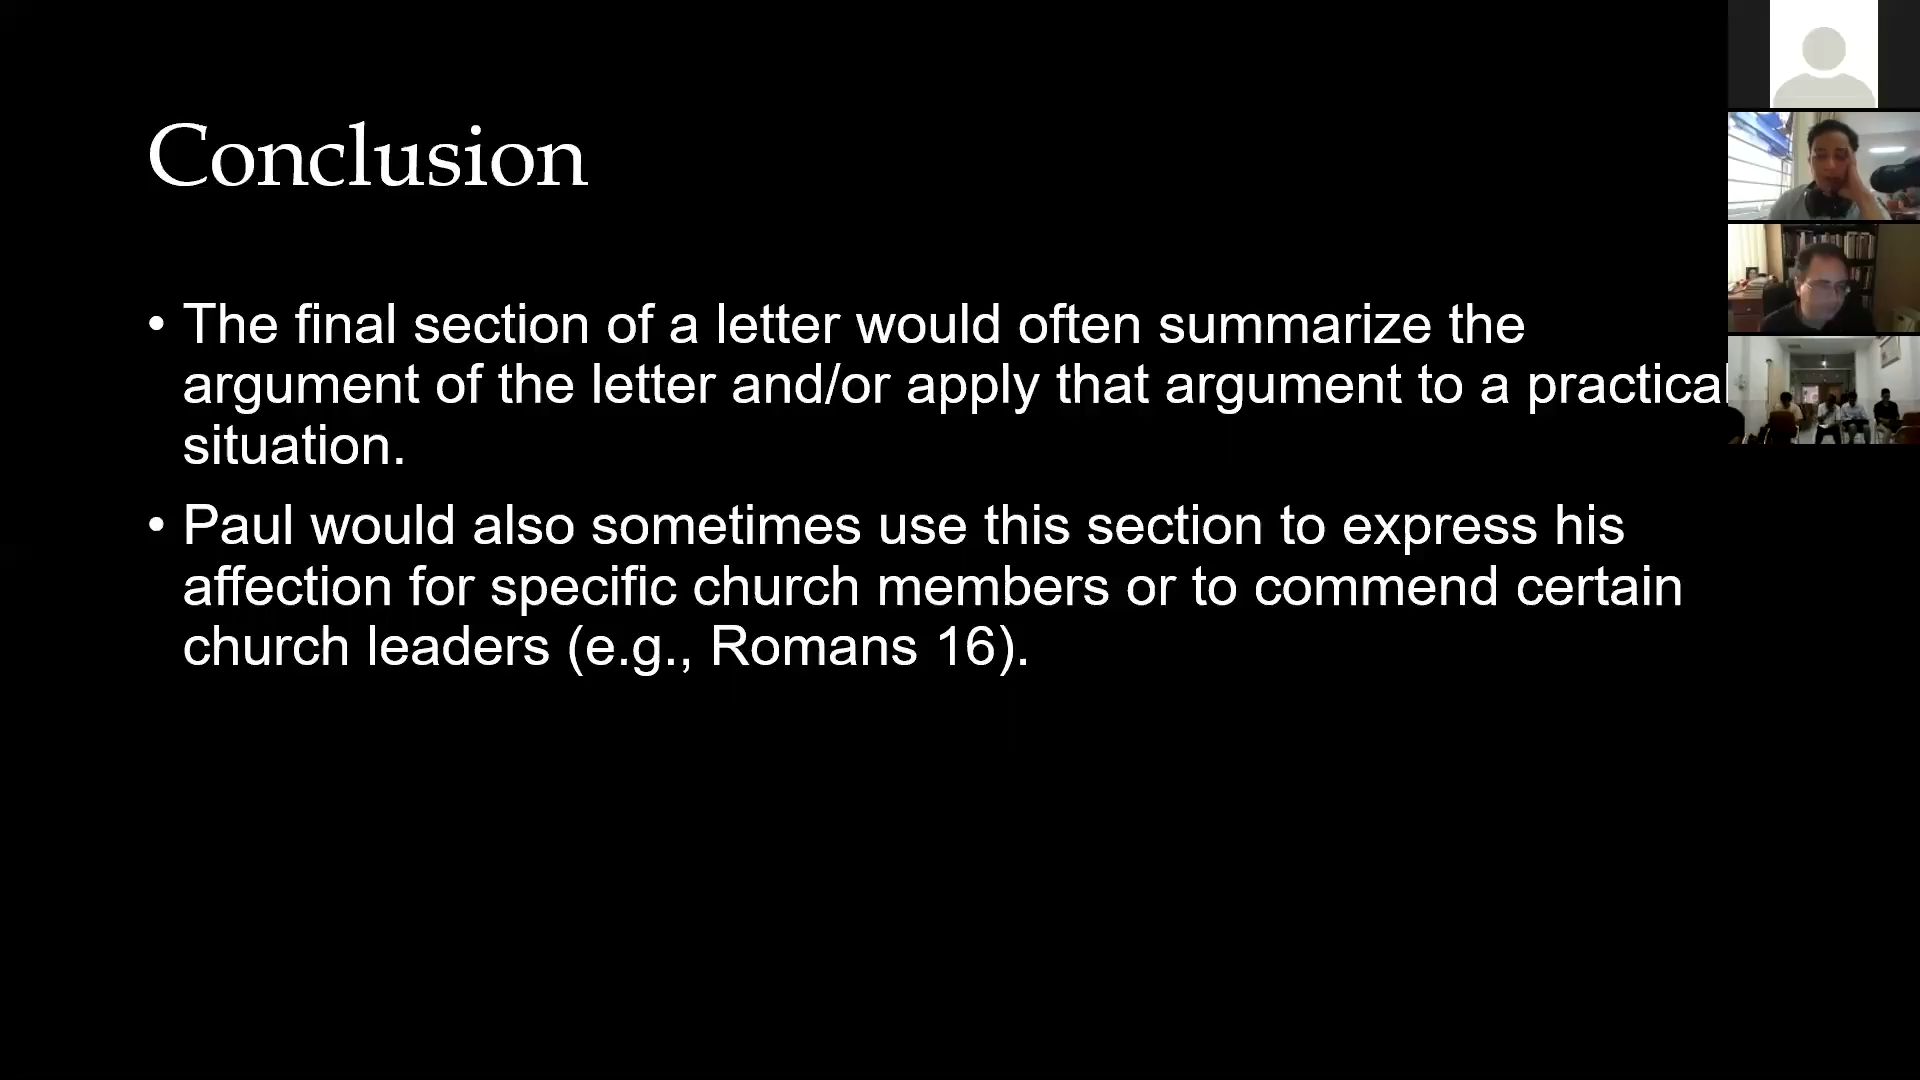 Conclusion
• The final section of a letter would often summarize the
argument of the letter and/or apply that argument to a practical
situation.
• Paul would also sometimes use this section to express his
affection for specific church members or to commend certain
church leaders (e.g., Romans 16).